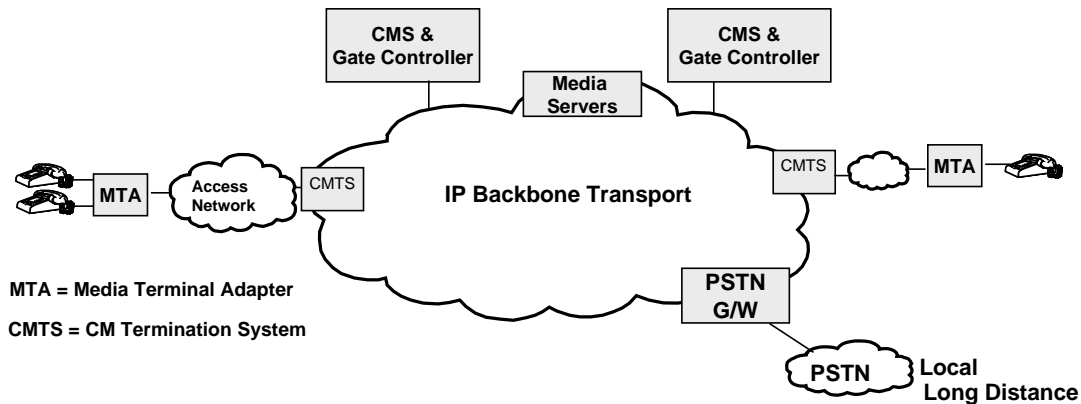 CMS &
Gate Controller
CMS &
Gate Controller
Media
Servers
MTA
Access
Network
CMTS
IP Backbone Transport
CMTS
MTA
MTA = Media Terminal Adapter
CMTS = CM Termination System
PSTN
G/W
PSTN
Local
Long Distance